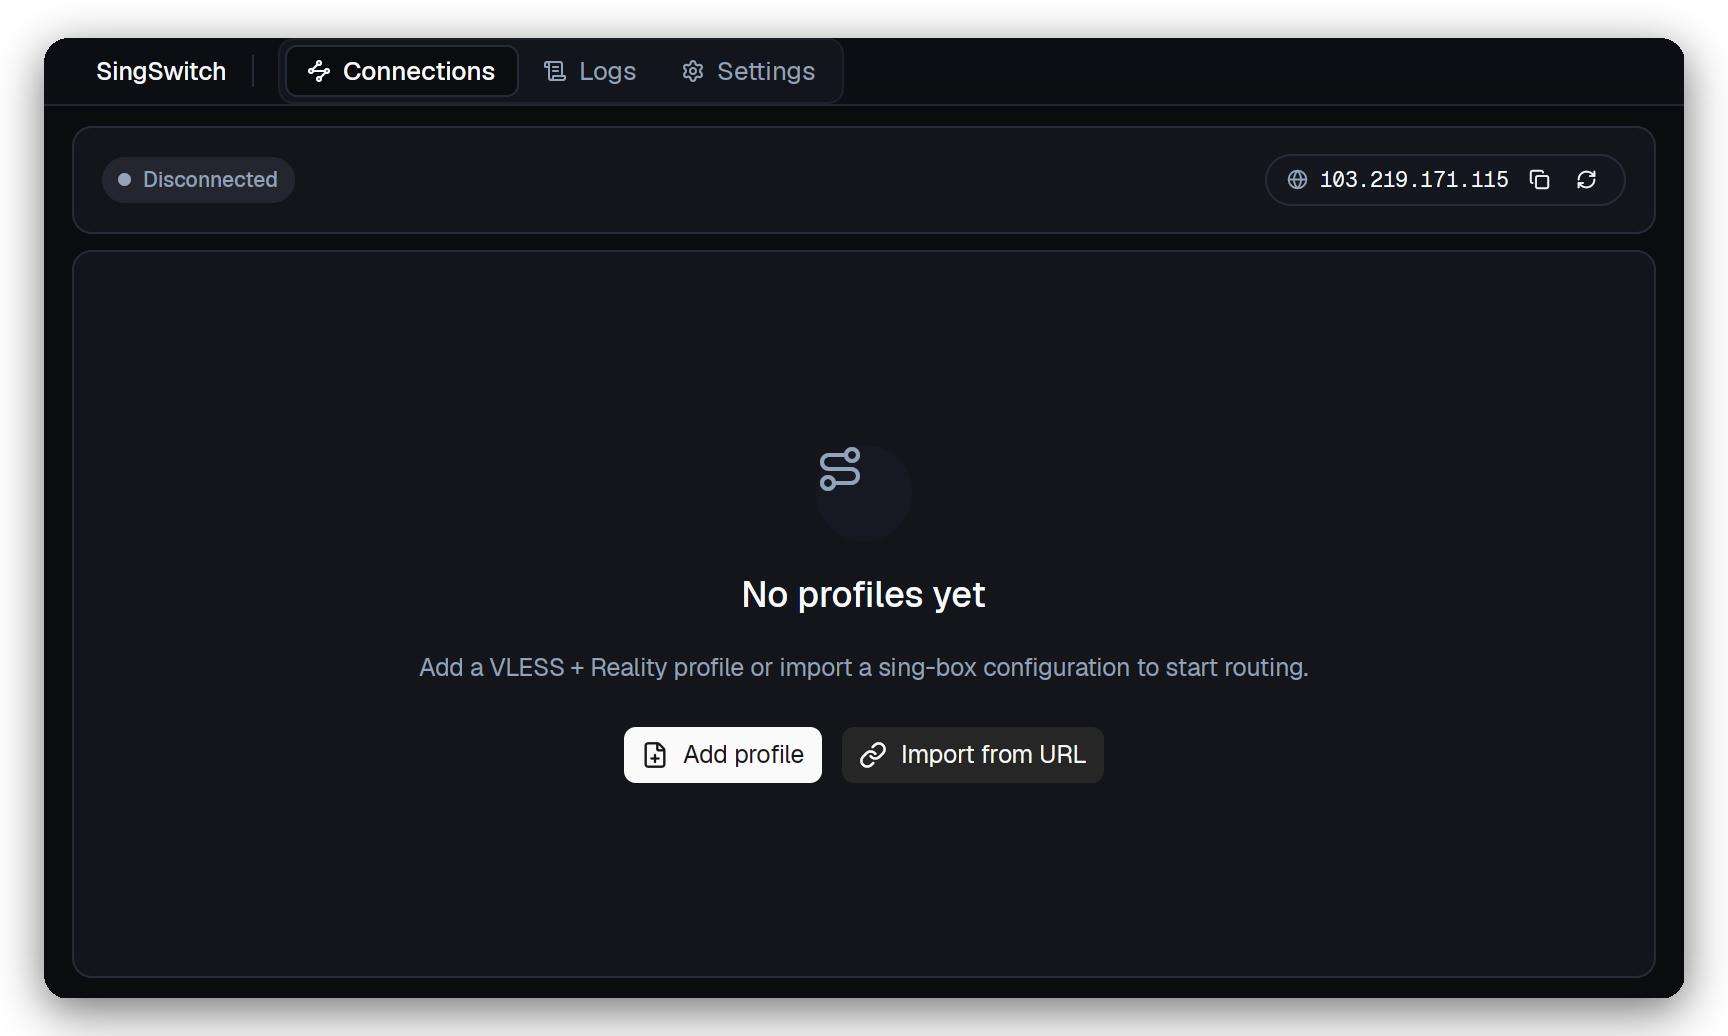 SingSwitch
Connections
Logs
Settings
Disconnected
103.219.171.115
No profiles yet
Add a VLESS + Reality profile or import a sing-box configuration to start routing.
Add profile
Import from URL